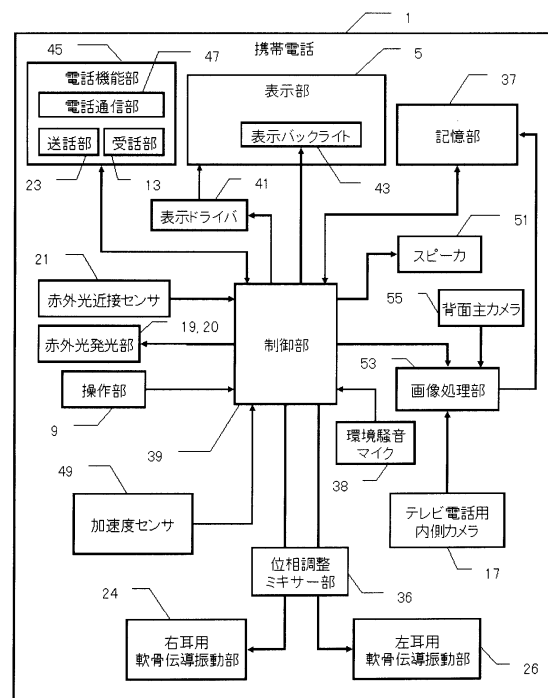 1
携帯電話
45
47
5
37
電話機能部
電話通信部
送話部
受話部
表示部
表示バックライト
記憶部
23
13
41
43
表示ドライバ
51
スピーカ
21
赤外光近接センサ
19, 20
赤外光発光部
制御部
55
背面主カメラ
53
画像処理部
操作部
9
39
環境騒音
マイク
38
49
加速度センサ
テレビ電話用
内側カメラ
17
位相調整
ミキサー部
36
24
右耳用
軟骨伝導振動部
左耳用
軟骨伝導振動部
26